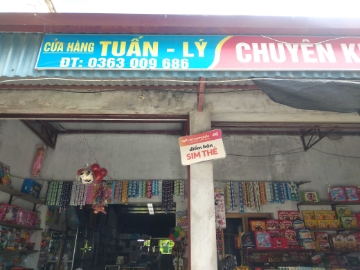 CỬA HÀNG TUẤN - LÝ
ĐT: 0363 009 686
CHUYÊN K
điểm bán
SIM THẺ